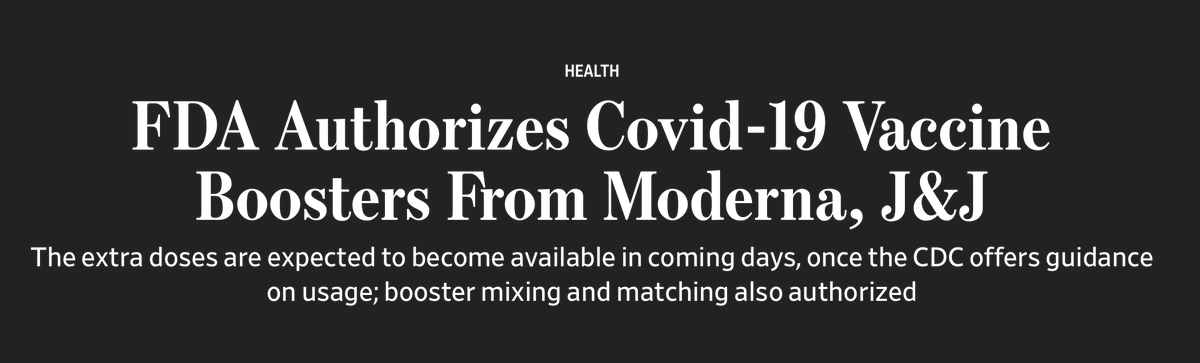 HEALTH
FDA Authorizes Covid-19 Vaccine
Boosters From Moderna, J&J
The extra doses are expected to become available in coming days, once the CDC offers guidance
on usage; booster mixing and matching also authorized